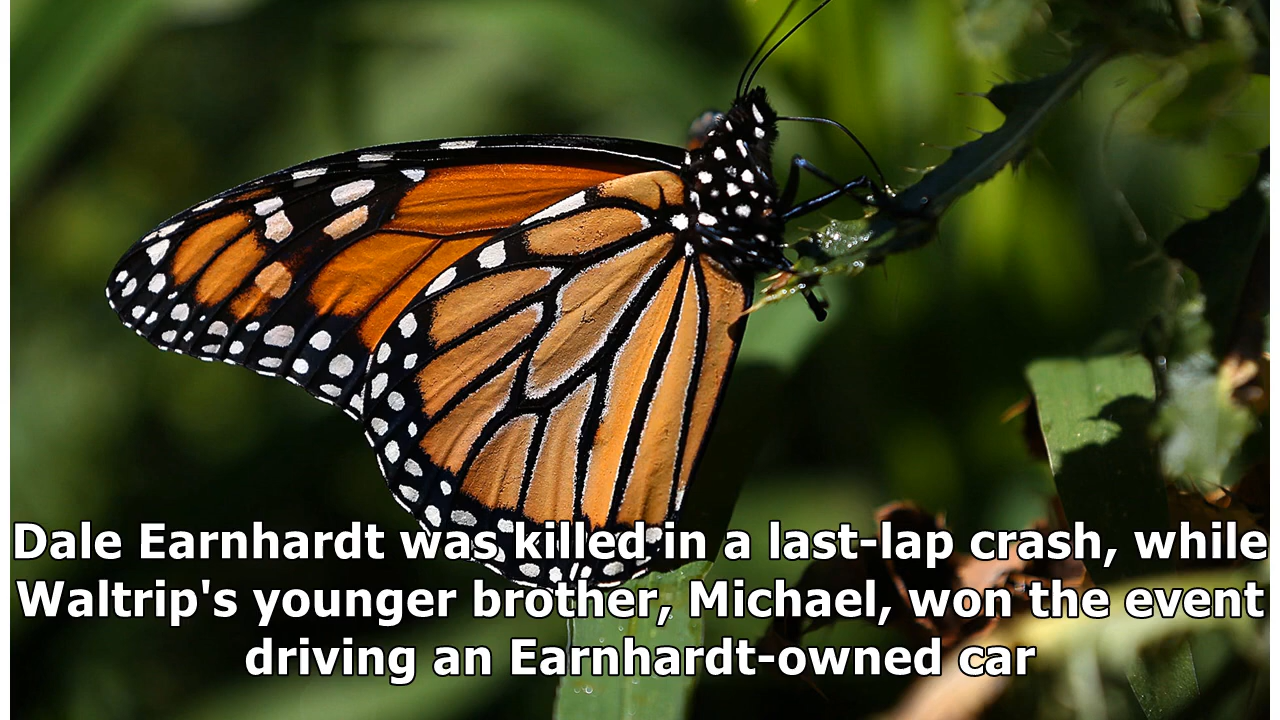 Dale Earnhardt was killed in a last-lap crash, while
Waltrip's younger brother, Michael, won the event
driving an Earnhardt-owned car